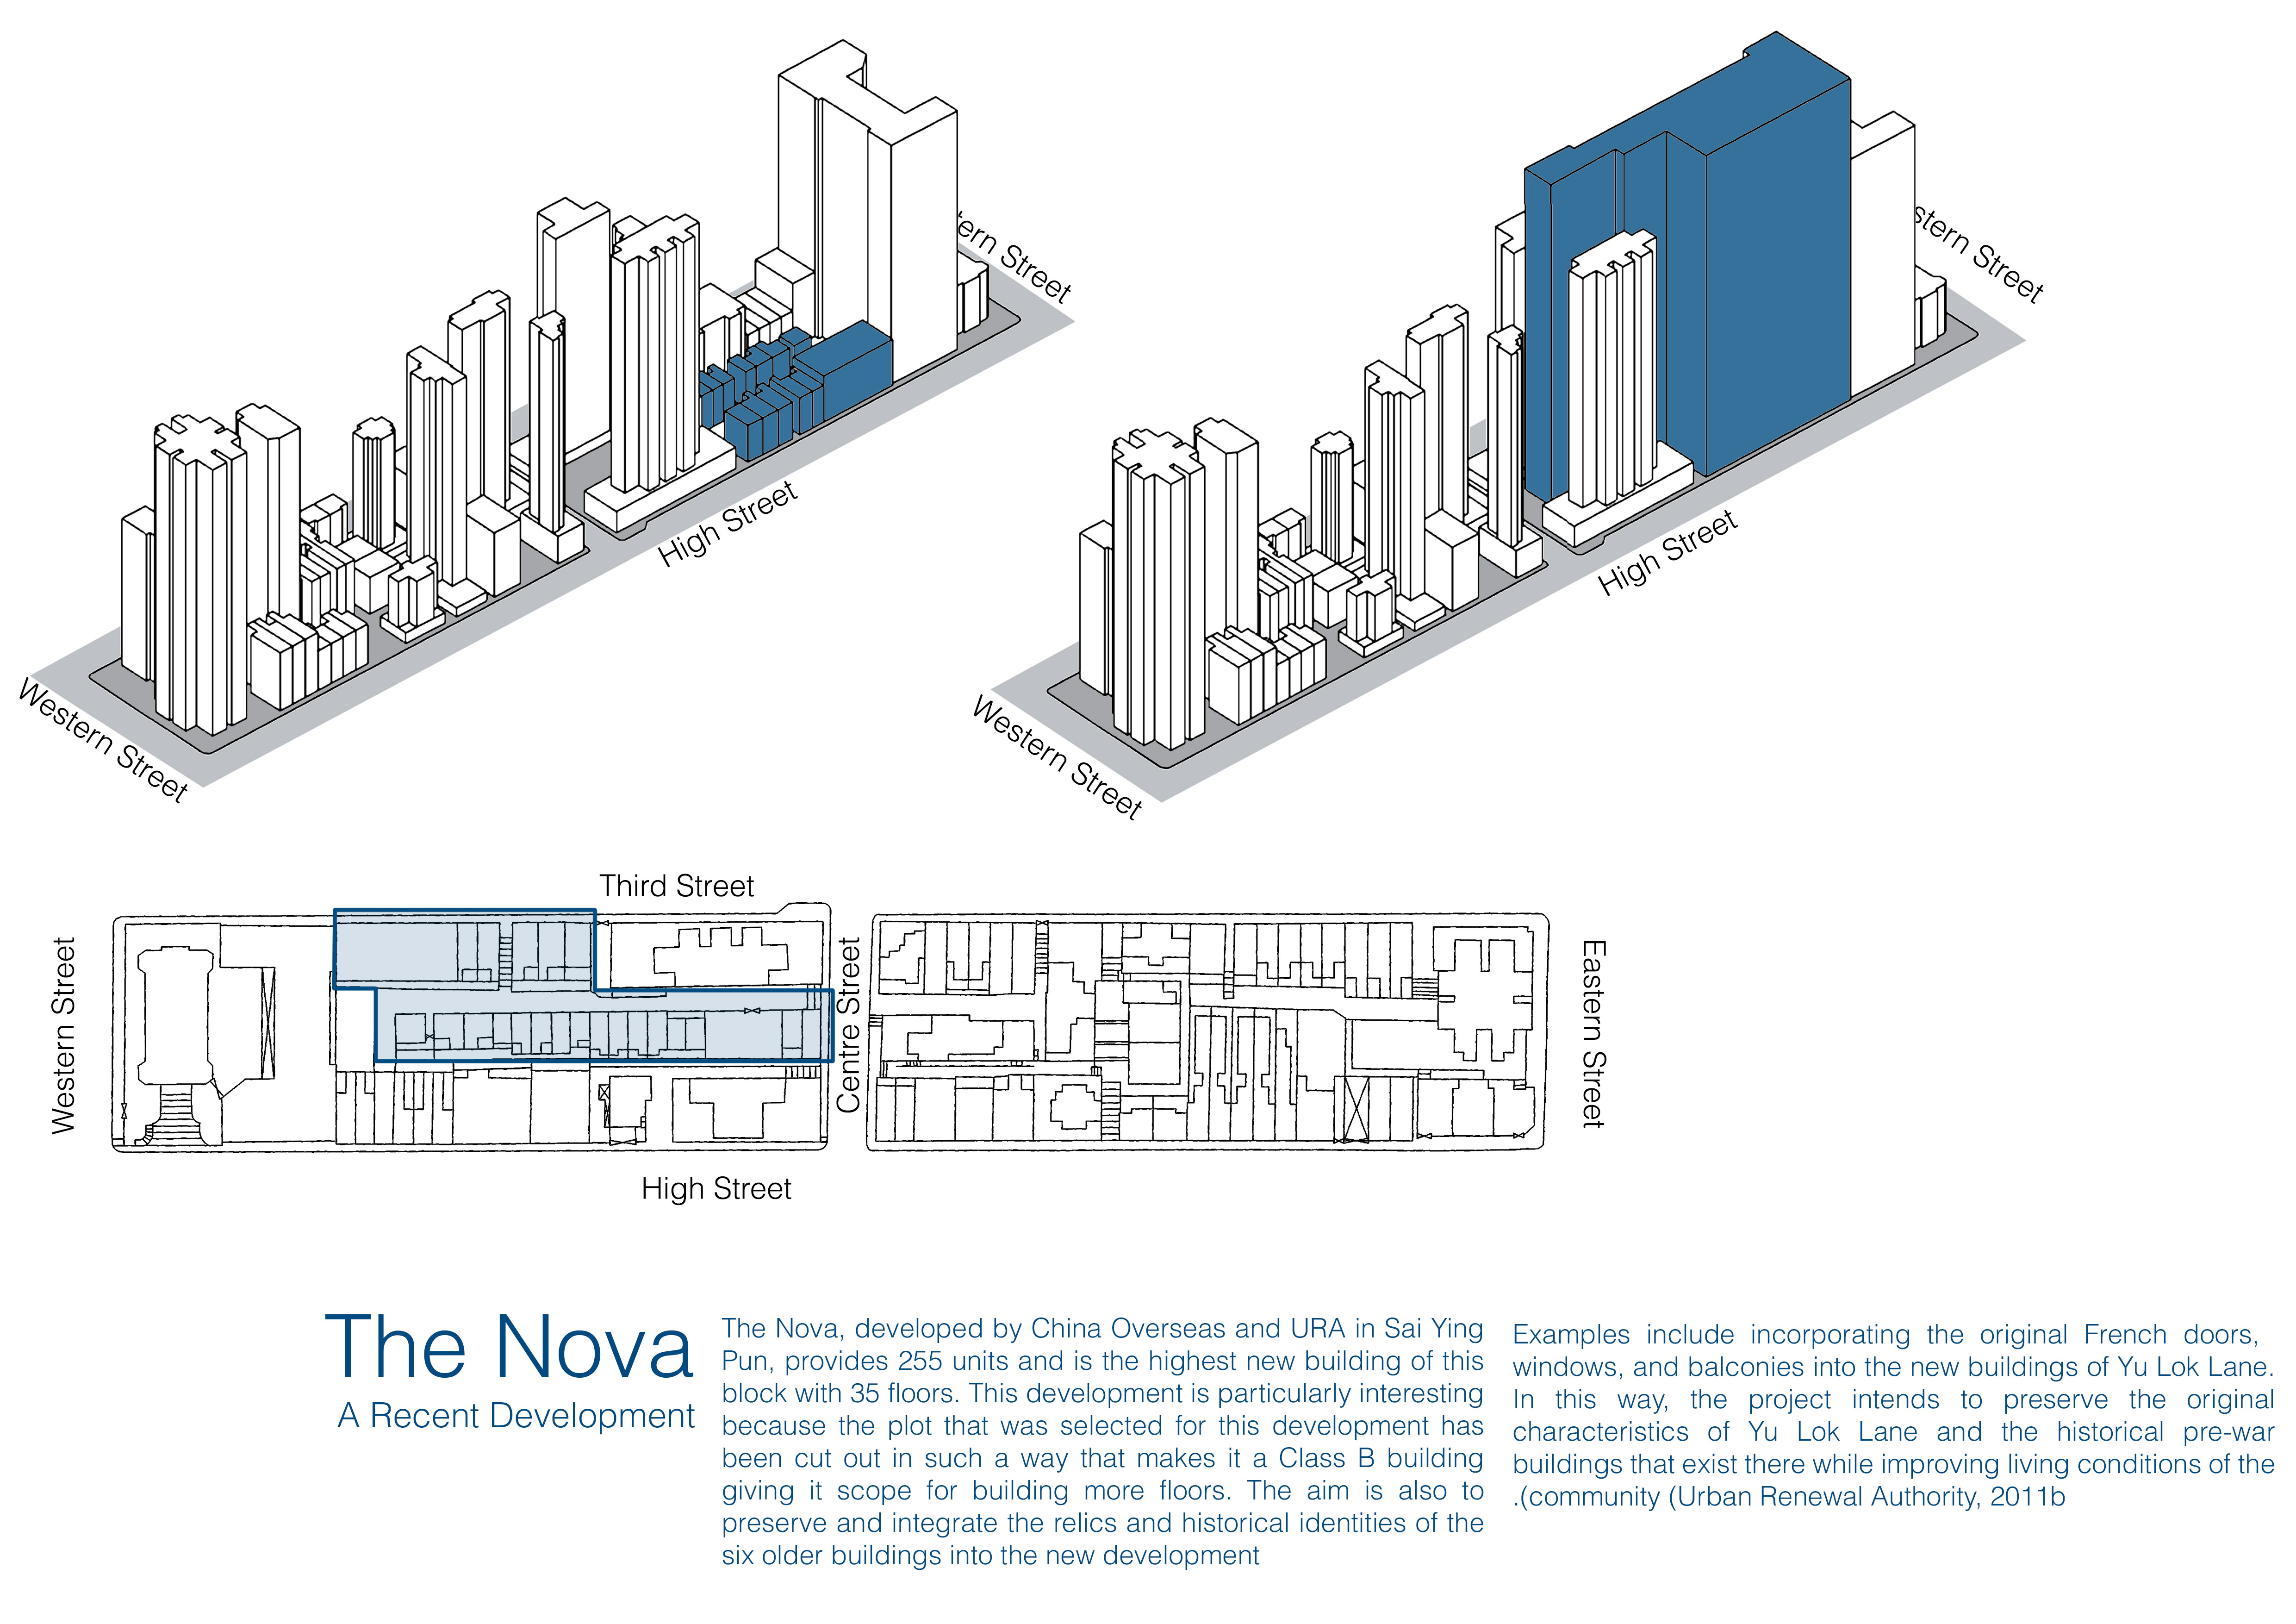 tern Street
High Street
Western Street
stern Street
High Street
Western Street
Third Street
Western Street
Centre Street
Eastern Street
High Street
The Nova
A Recent Development
The Nova, developed by China Overseas and URA in Sai Ying
Pun, provides 255 units and is the highest new building of this
block with 35 floors. This development is particularly interesting
because the plot that was selected for this development has
been cut out in such a way that makes it a Class B building
giving it scope for building more floors. The aim is also to
preserve and integrate the relics and historical identities of the
six older buildings into the new development
Examples include incorporating the original French doors,
windows, and balconies into the new buildings of Yu Lok Lane.
In this way, the project intends to preserve the original
characteristics of Yu Lok Lane and the historical pre-war
buildings that exist there while improving living conditions of the
.(community (Urban Renewal Authority, 2011b